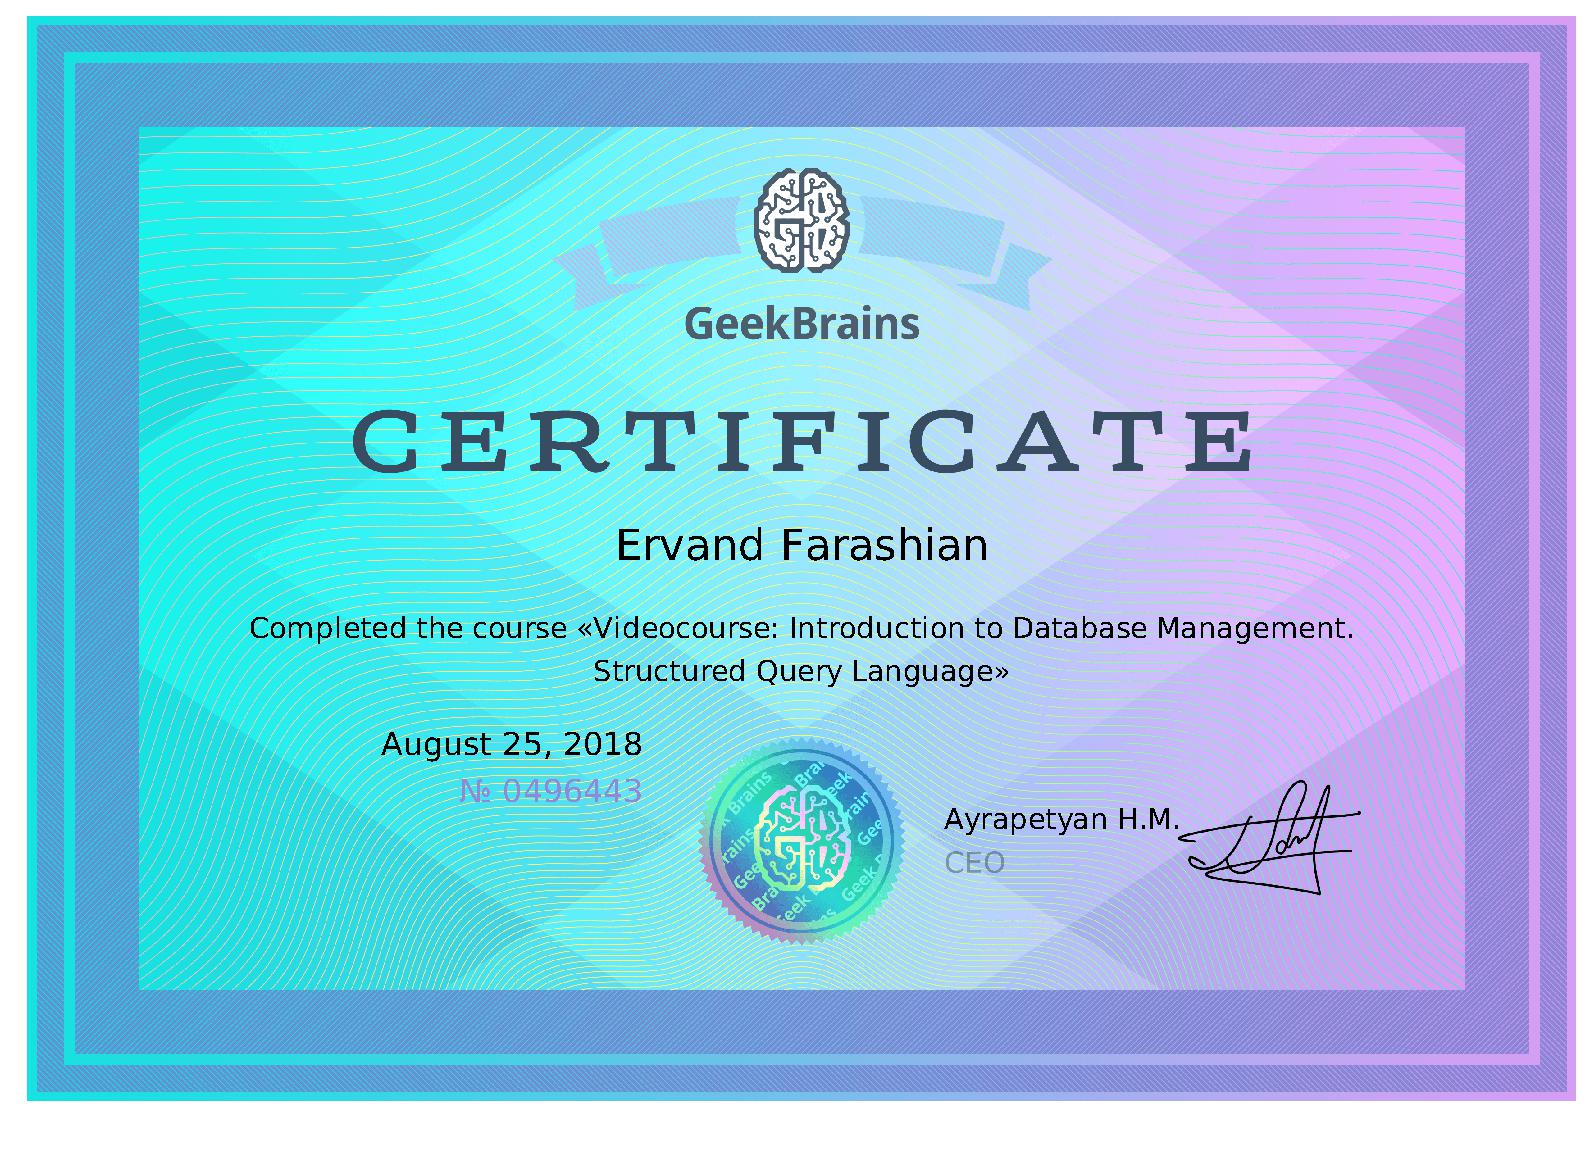 GeekBrains
CERTIFICATE
Ervand Farashian
Completed the course «Videocourse: Introduction to Database Management.
Structured Query Language»
August 25, 2018
№ 0496443
Ayrapetyan H.M.
CEO